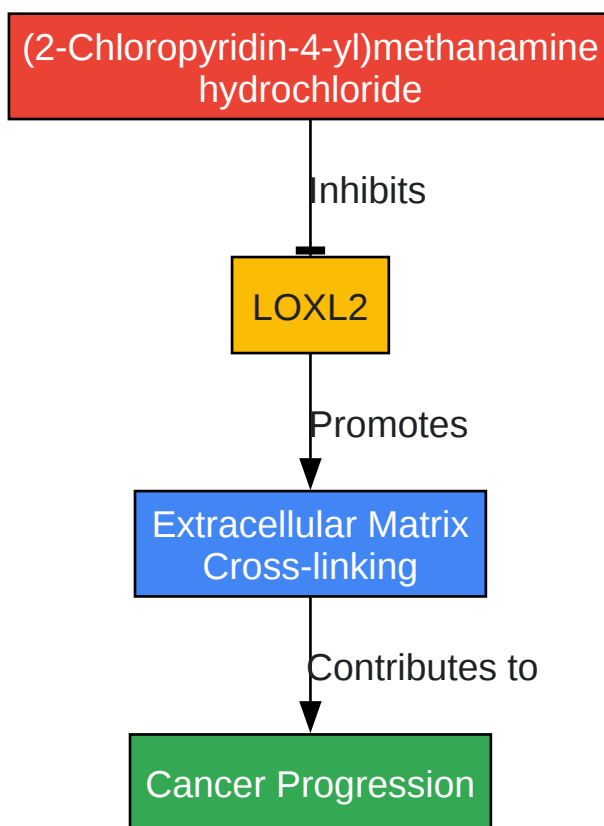 (2-Chloropyridin-4-yl)methanamine
hydrochloride
Inhibits
LOXL2
Promotes
Extracellular Matrix
Cross-linking
Contributes to
Cancer Progression